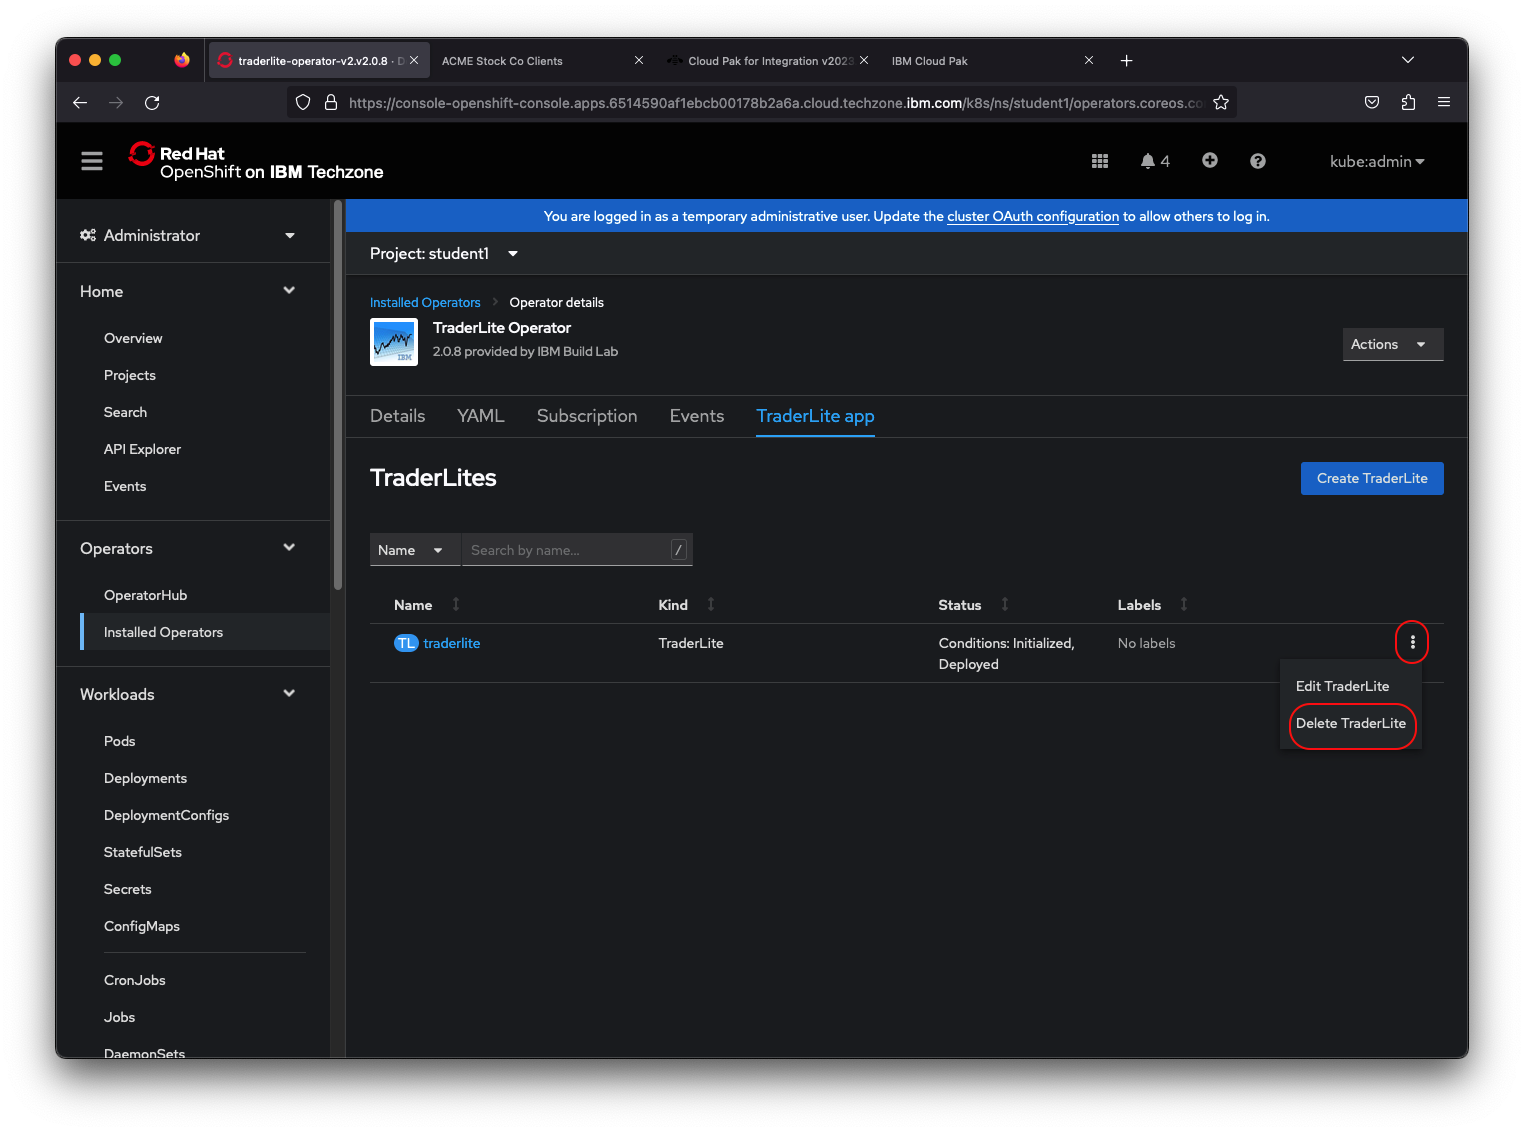 traderlite-operator-v2.v2.0.8 · D
ACME Stock Co Clients
Cloud Pak for Integration v2023
IBM Cloud Pak
https://console-openshift-console.apps.6514590af1ebcb00178b2a6a.cloud.techzone.ibm.com/k8s/ns/student1/operators.coreos.co
Red Hat
OpenShift on IBM Techzone
4
kube:admin
You are logged in as a temporary administrative user. Update the cluster OAuth configuration to allow others to log in.
Administrator
Home
Overview
Projects
Search
API Explorer
Events
Operators
OperatorHub
Installed Operators
Workloads
Pods
Deployments
DeploymentConfigs
StatefulSets
Secrets
ConfigMaps
CronJobs
Jobs
DaemonSets
Project: student1
Installed Operators > Operator details
IBM
TraderLite Operator
2.0.8 provided by IBM Build Lab
Actions
Details YAML Subscription Events TraderLite app
TraderLites
Create TraderLite
Name Search by name... /
Name Kind Status Labels
TL traderlite TraderLite Conditions: Initialized, No labels
Deployed
Edit TraderLite
Delete TraderLite